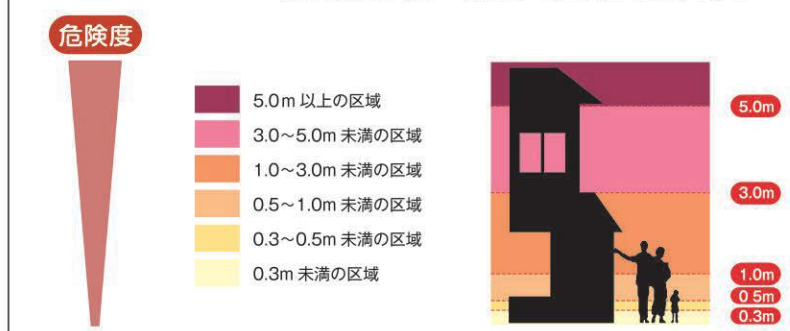 危険度
5.0m 以上の区域
3.0〜5.0m 未満の区域
1.0〜3.0m 未満の区域
0.5〜1.0m 未満の区域
0.3〜0.5m 未満の区域
0.3m 未満の区域
5.0m
3.0m
1.0m
0 5m
0.3m